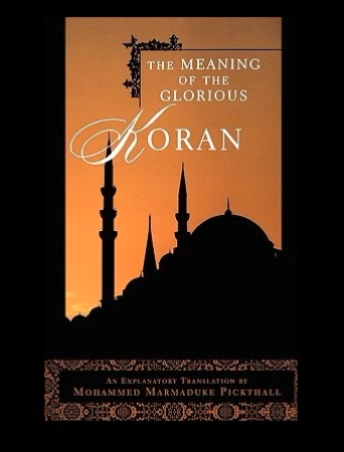 THE MEANING
OF THE
GLORIOUS
KORAN
AN EXPLANATORY TRANSLATION BY
MOHAMMED MARMADUKE PICKTHALL